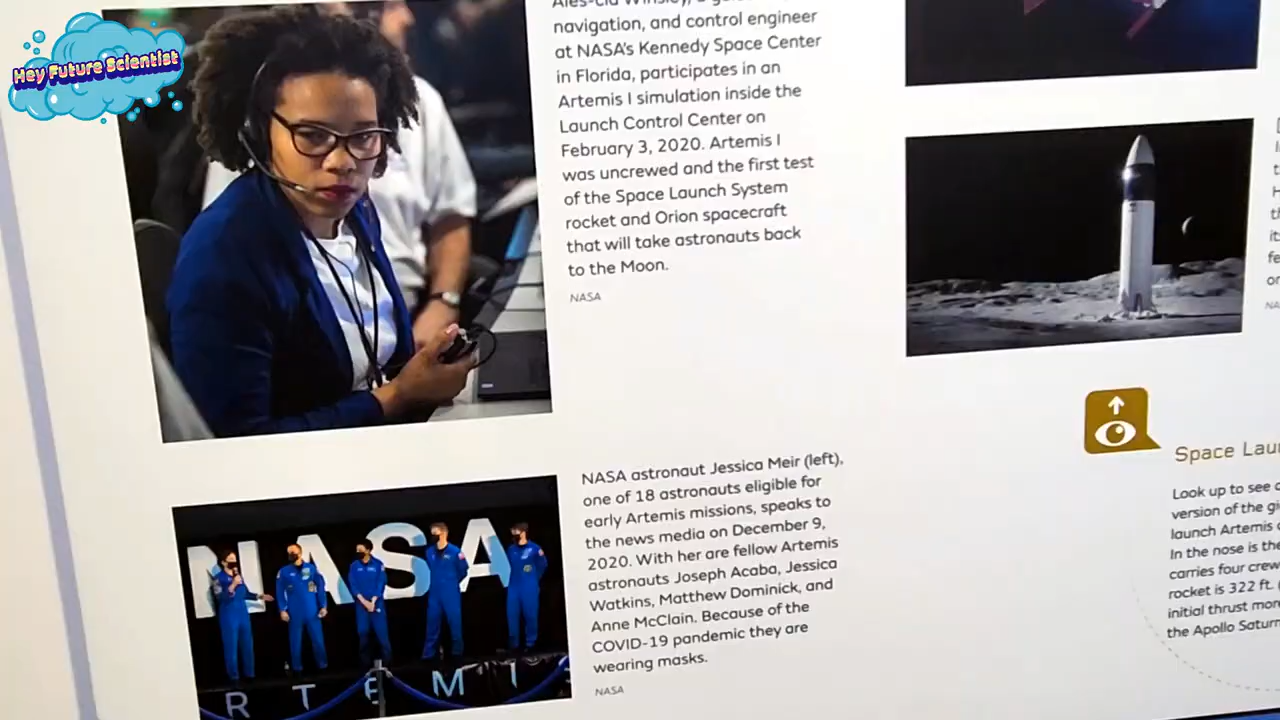 Hey Future Scientist
navigation, and control engineer
at NASA's Kennedy Space Center
in Florida, participates in an
Artemis I simulation inside the
Launch Control Center on
February 3, 2020. Artemis I
was uncrewed and the first test
of the Space Launch System
rocket and Orion spacecraft
that will take astronauts back
to the Moon.
NASA
NASA
R T E M I
NASA astronaut Jessica Meir (left),
one of 18 astronauts eligible for
early Artemis missions, speaks to
the news media on December 9,
2020. With her are fellow Artemis
astronauts Joseph Acaba, Jessica
Watkins, Matthew Dominick, and
Anne McClain. Because of the
COVID-19 pandemic they are
wearing masks.
NASA
Space Lau
Look up to see
version of the
launch Artemis
In the nose is the
carries four crew
rocket is 322 ft.
initial thrust
the Apollo